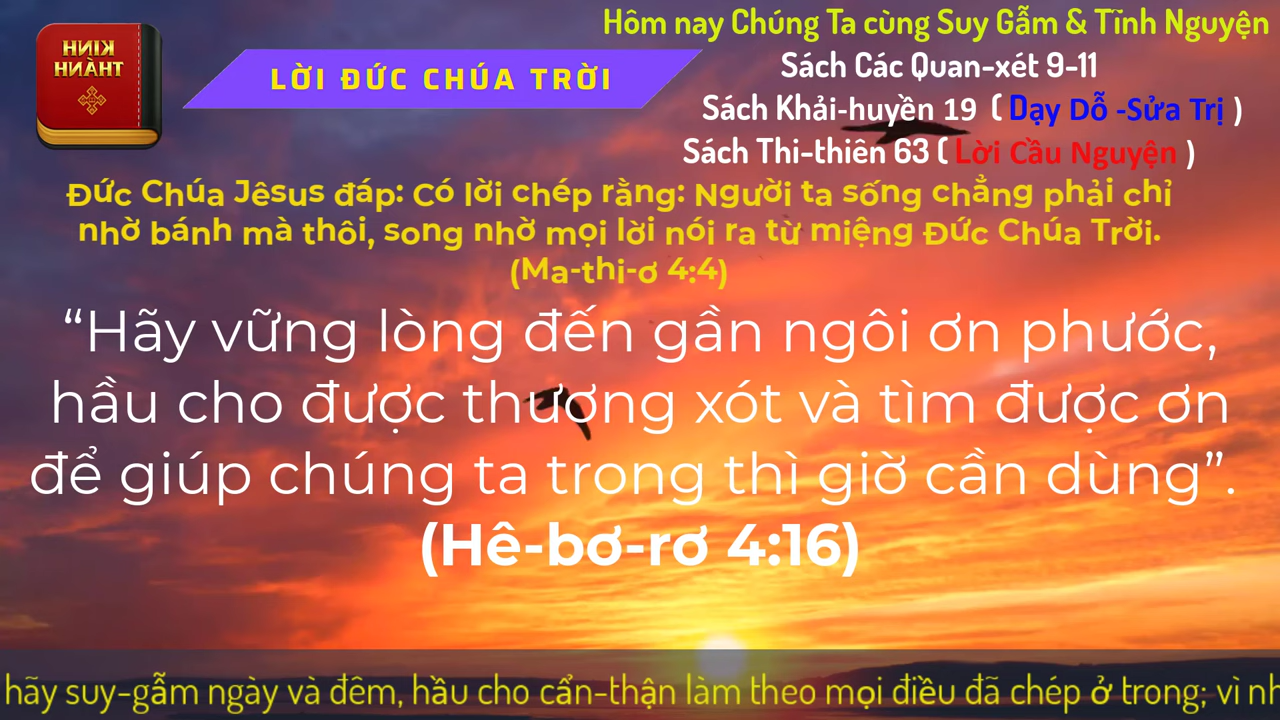 KINH
THÀNH
LỜI ĐỨC CHÚA TRỜI
Hôm nay Chúng Ta cùng Suy Gẫm & Tĩnh Nguyện
Sách Các Quan-xét 9-11
Sách Khải-huyền 19 ( Dạy Dỗ -Sửa Trị )
Sách Thi-thiên 63 ( Lời Cầu Nguyện )
Đức Chúa Jêsus đáp: Có lời chép rằng: Người ta sống chẳng phải chỉ
nhờ bánh mà thôi, song nhờ mọi lời nói ra từ miệng Đức Chúa Trời.
(Ma-thi-ơ 4:4)
“Hãy vững lòng đến gần ngôi ơn phước,
hầu cho được thương xót và tìm được ơn
để giúp chúng ta trong thì giờ cần dùng”.
(Hê-bơ-rơ 4:16)
hãy suy-gẫm ngày và đêm, hầu cho cẩn-thận làm theo mọi điều đã chép ở trong; vì nh